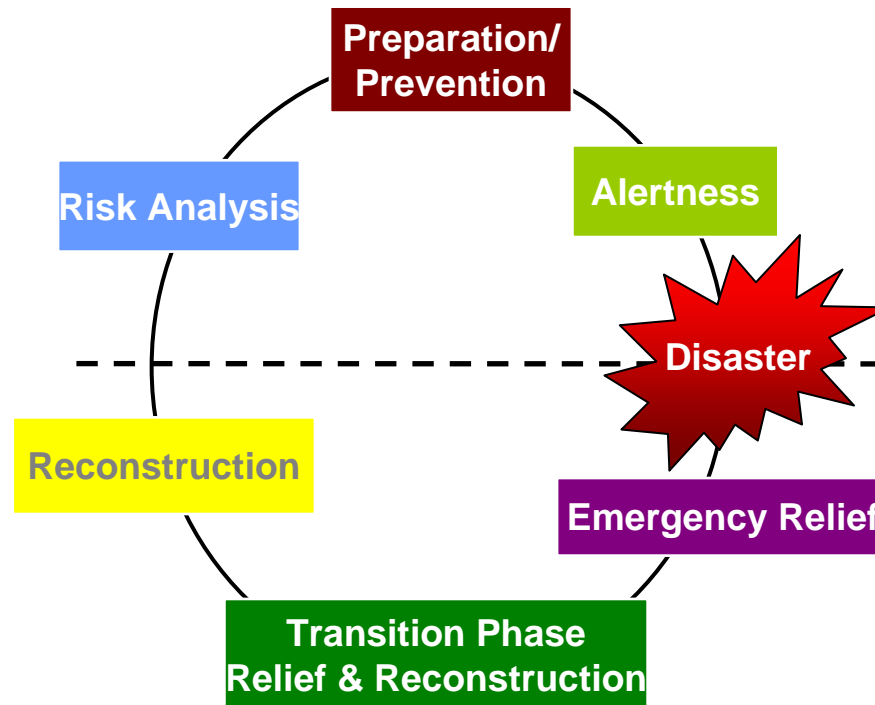 Preparation/
Prevention
Risk Analysis
Alertness
Disaster
Reconstruction
Emergency Relief
Transition Phase
Relief & Reconstruction